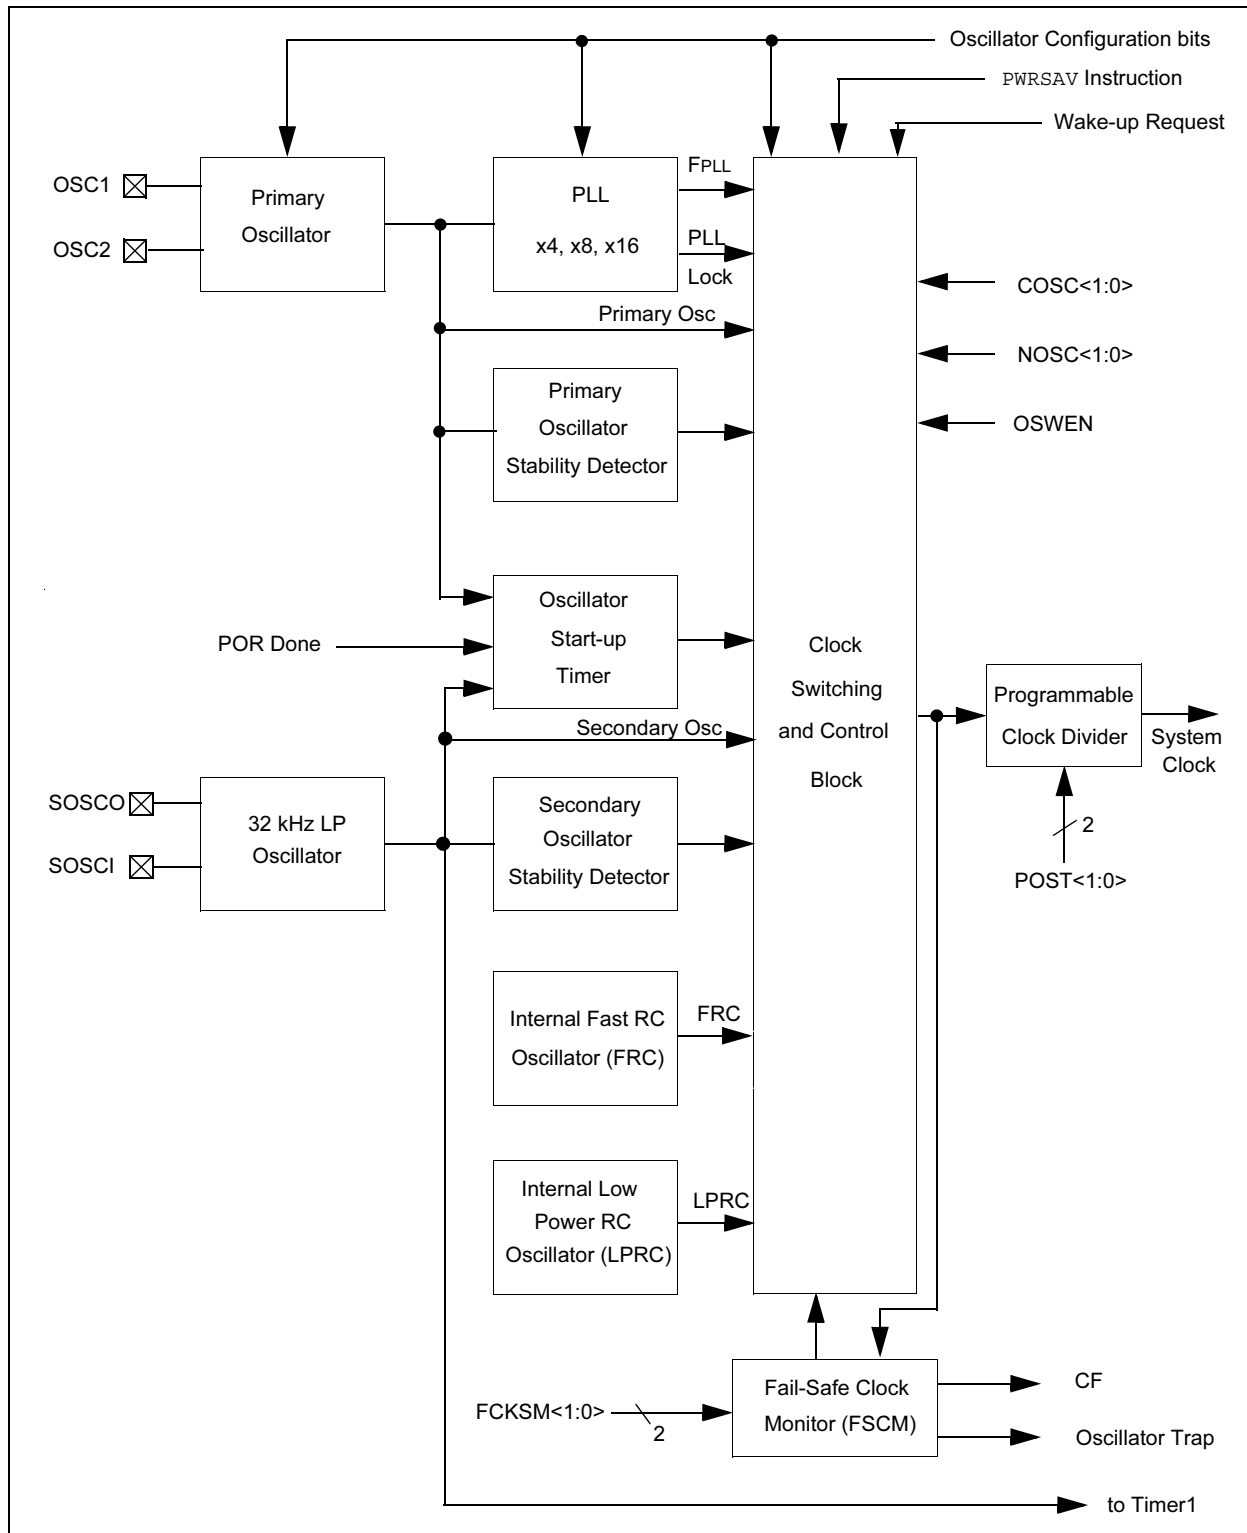 Oscillator Configuration bits
PWRSAV Instruction
Wake-up Request
OSC1
OSC2
Primary
Oscillator
PLL
x4, x8, x16
FPLL
PLL
Lock
Primary Osc
COSC<1:0>
NOSC<1:0>
OSWEN
Primary
Oscillator
Stability Detector
POR Done
Oscillator
Start-up
Timer
Secondary Osc
Clock
Switching
and Control
Block
Programmable
Clock Divider
System
Clock
2
POST<1:0>
SOSCO
SOSCI
32 kHz LP
Oscillator
Secondary
Oscillator
Stability Detector
Internal Fast RC
Oscillator (FRC)
FRC
Internal Low
Power RC
Oscillator (LPRC)
LPRC
FCKSM<1:0>
2
Fail-Safe Clock
Monitor (FSCM)
CF
Oscillator Trap
to Timer1